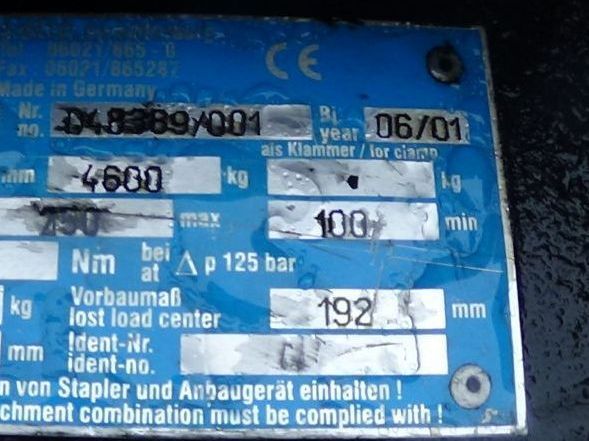 Tel. 06021/865-0
Fax. 06021/865287
Made in Germany
CE
Nr. 048389/001 Bj 06/01
no. year
als Klammer / for clamp
mm 4600 kg kg
max 100 min
Nm bei Δ p 125 bar
at
kg Vorbaumaß 192 mm
lost load center
mm Ident-Nr.
ident-no.
n von Stapler und Anbaugerät einhalten !
chment combination must be complied with !